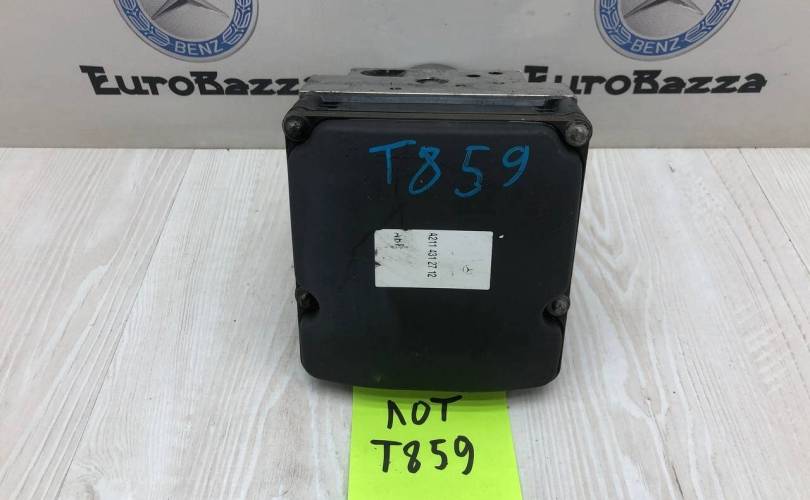 BENZ
BENZ
EuroBazza
EuroBazza
T859
A211 431 27 12
ЛОТ
T859